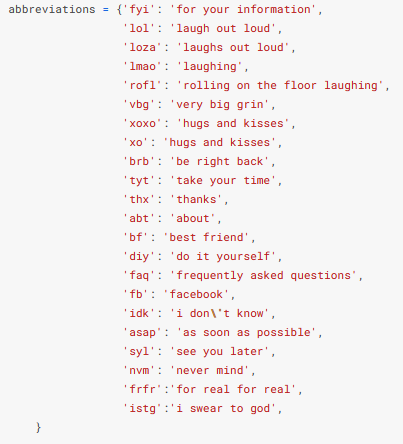 abbreviations = {'fyi': 'for your information',
'lol': 'laugh out loud',
'loza': 'laughs out loud',
'lmao': 'laughing',
'rofl': 'rolling on the floor laughing',
'vbg': 'very big grin',
'xoxo': 'hugs and kisses',
'xo': 'hugs and kisses',
'brb': 'be right back',
'tyt': 'take your time',
'thx': 'thanks',
'abt': 'about',
'bf': 'best friend',
'diy': 'do it yourself',
'faq': 'frequently asked questions',
'fb': 'facebook',
'idk': 'i don\'t know',
'asap': 'as soon as possible',
'syl': 'see you later',
'nvm': 'never mind',
'frfr':'for real for real',
'istg':'i swear to god',
}